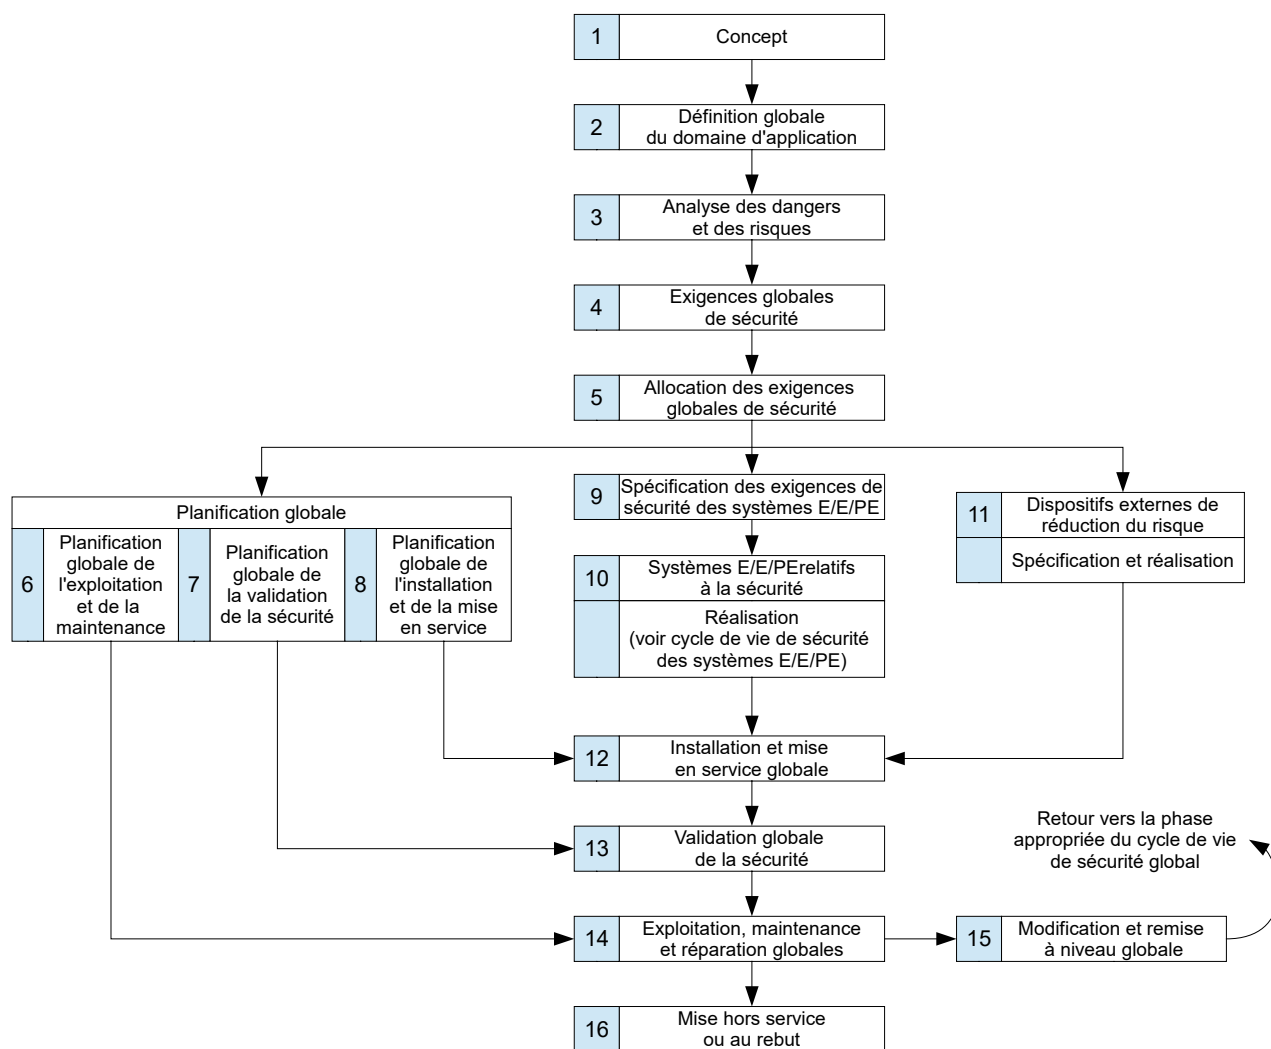 1
Concept
2
Définition globale
du domaine d'application
3
Analyse des dangers
et des risques
4
Exigences globales
de sécurité
5
Allocation des exigences
globales de sécurité
Planification globale
6
Planification
globale de
l'exploitation
et de la
maintenance
7
Planification
globale de
la validation
de la sécurité
8
Planification
globale de
l'installation
et de la mise
en service
9
Spécification des exigences de
sécurité des systèmes E/E/PE
10
Systèmes E/E/PErelatifs
à la sécurité
Réalisation
(voir cycle de vie de sécurité
des systèmes E/E/PE)
11
Dispositifs externes de
réduction du risque
Spécification et réalisation
12
Installation et mise
en service globale
13
Validation globale
de la sécurité
Retour vers la phase
appropriée du cycle de vie
de sécurité global
14
Exploitation, maintenance
et réparation globales
15
Modification et remise
à niveau globale
16
Mise hors service
ou au rebut